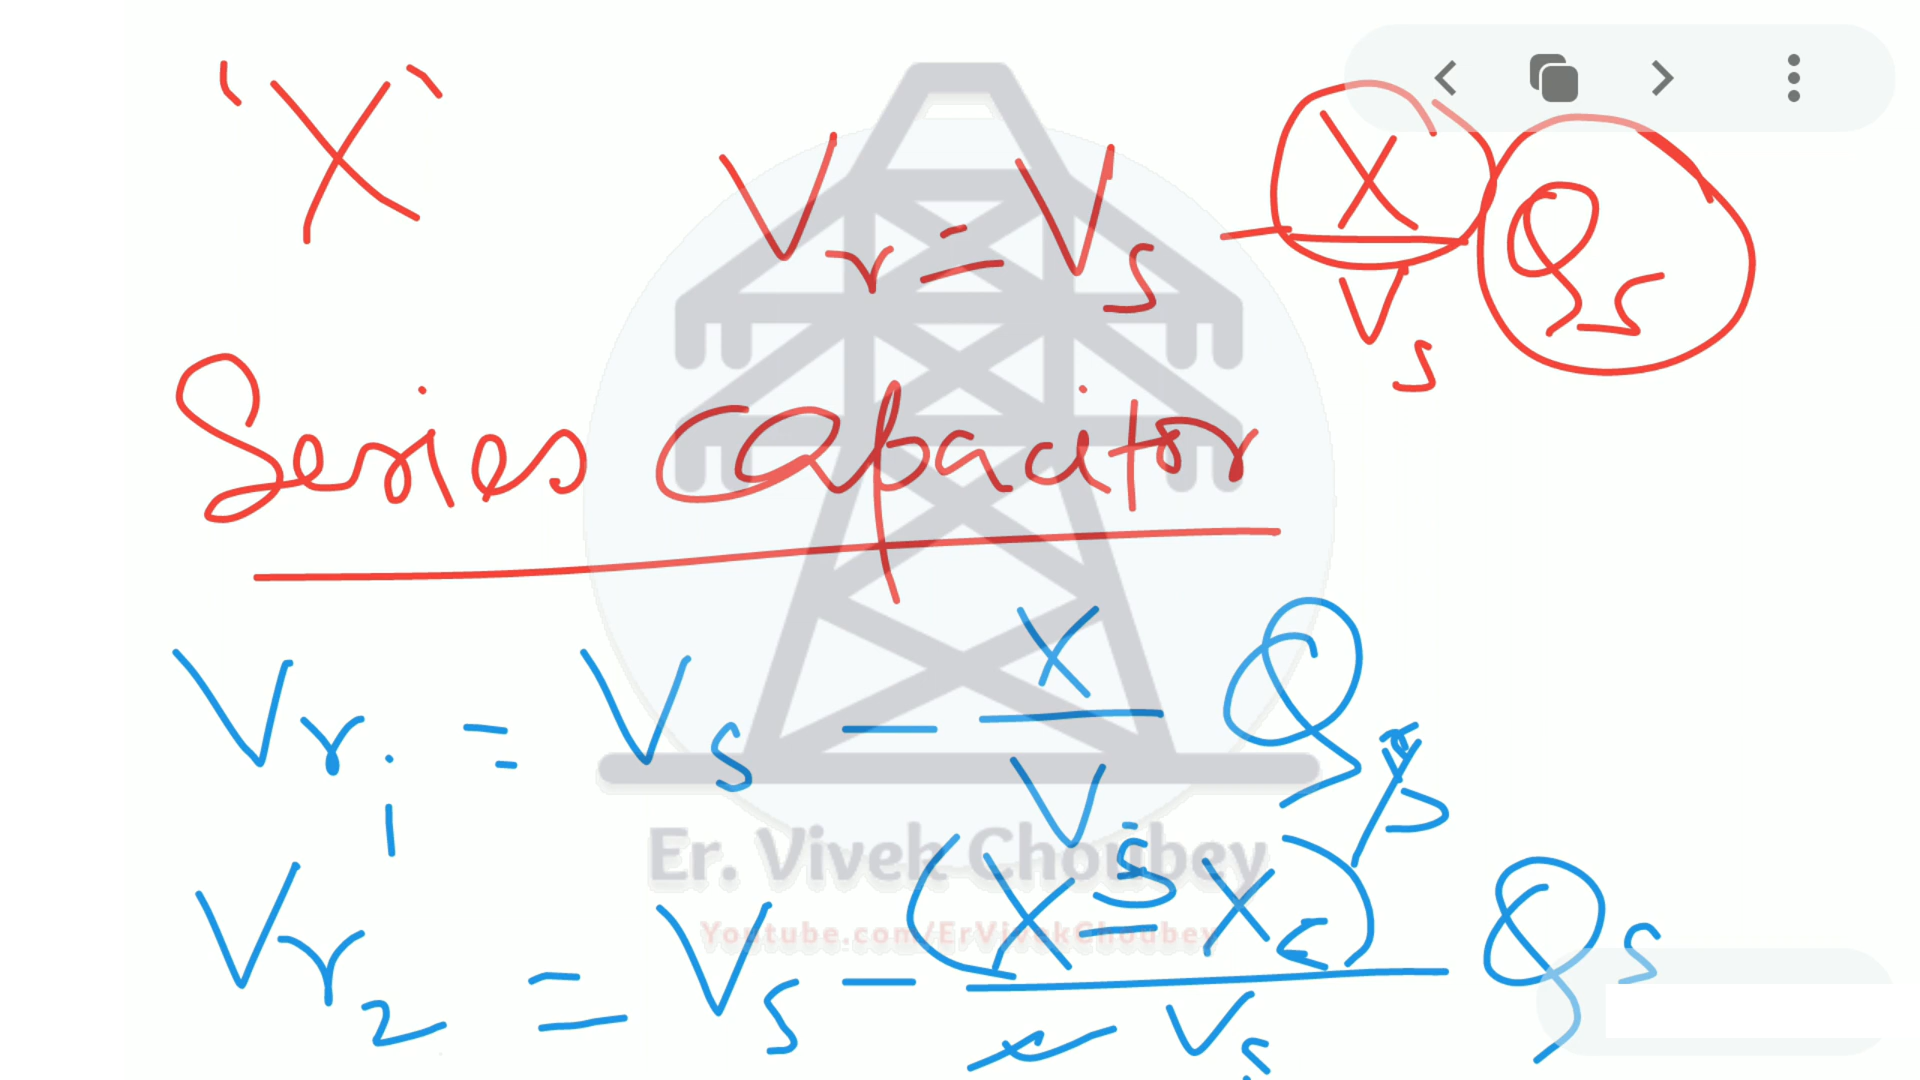 "X"
Vr = Vs - X/Vs Qs
Series Capacitor
Vr1 = Vs - X/Vs Qs
Vr2 = Vs - (X - Xc)/Vs Qs
Er. Vivek Choubey
Youtube.com/ErVivekChoubey